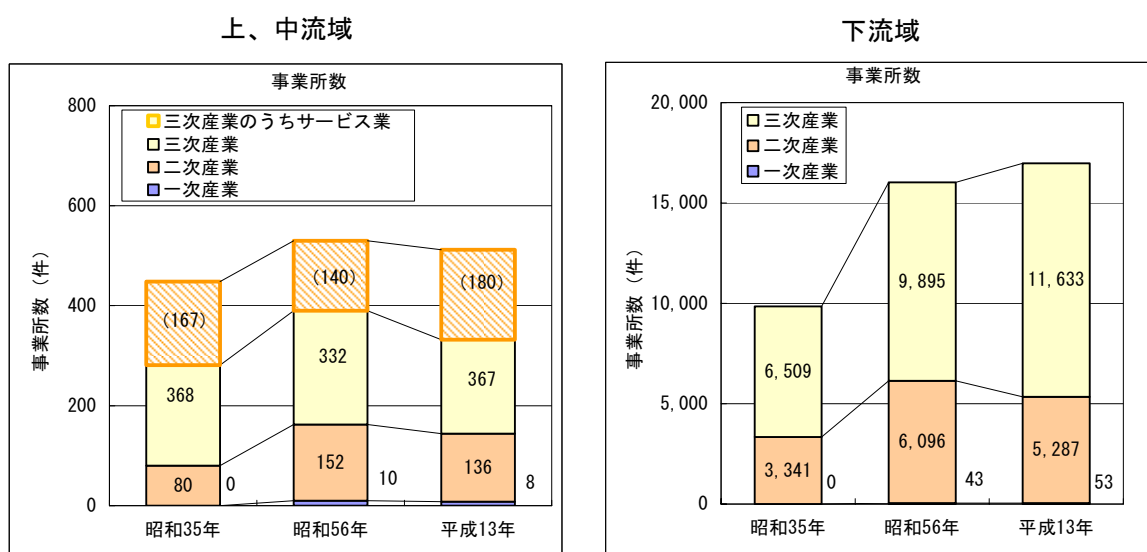 上、中流域
事業所数
800
600
400
200
0
事業所数（件）
三次産業のうちサービス業
三次産業
二次産業
一次産業
(167)
368
80
0
(140)
332
152
10
(180)
367
136
8
昭和35年
昭和56年
平成13年
下流域
事業所数
20,000
15,000
10,000
5,000
0
事業所数（件）
三次産業
二次産業
一次産業
6,509
3,341
0
9,895
6,096
43
11,633
5,287
53
昭和35年
昭和56年
平成13年